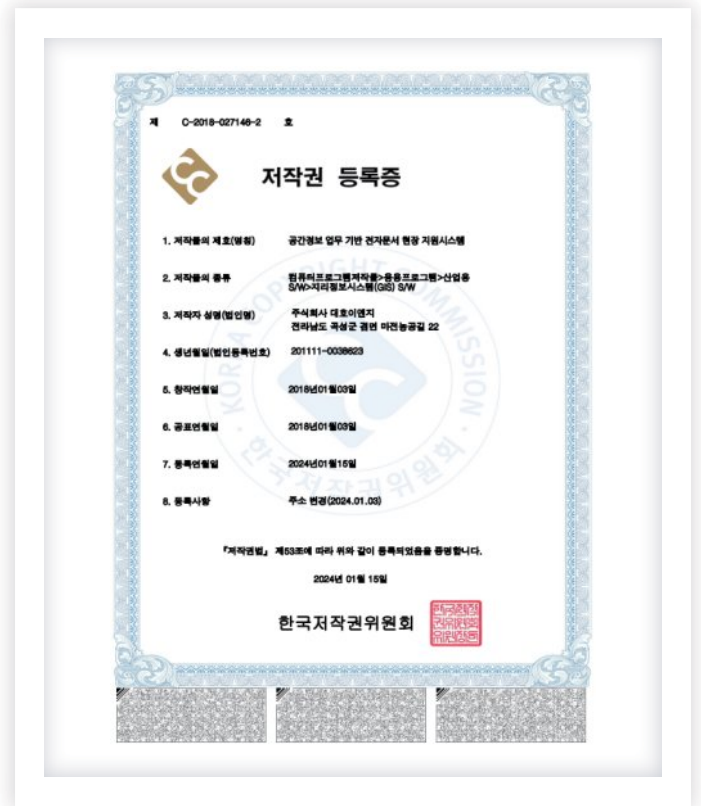 제 C-2018-027146-2 호
저작권 등록증
1. 저작물의 제호(명칭) 공간정보 업무 기반 전자문서 현장 지원시스템
2. 저작물의 종류 컴퓨터프로그램저작물>응용프로그램>산업용
S/W>지리정보시스템(GIS) S/W
3. 저작자 성명(법인명) 주식회사 대호이엔지
전라남도 곡성군 겸면 마전농공길 22
4. 생년월일(법인등록번호) 201111-0038623
5. 창작연월일 2018년01월03일
6. 공표연월일 2018년01월03일
7. 등록연월일 2024년01월15일
8. 등록사항 주소 변경(2024.01.03)
『저작권법』 제53조에 따라 위와 같이 등록되었음을 증명합니다.
2024년 01월 15일
한국저작권위원회
KOREA COPYRIGHT COMMISSION
한국저작권위원회